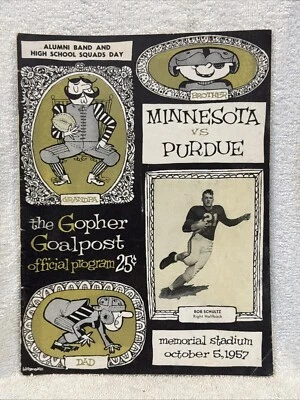 ALUMNI BAND AND
HIGH SCHOOL SQUADS DAY
BROTHER
MINNESOTA
VS
PURDUE
GRANDPA
the Gopher
Goalpost
official program 25¢
BOB SCHULTZ
Right Halfback
21
DAD
memorial stadium
october 5, 1957